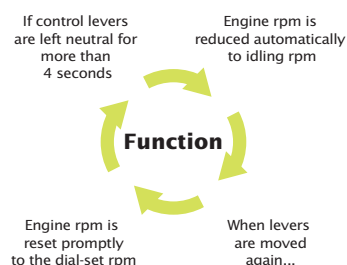 If control levers
are left neutral for
more than
4 seconds
Engine rpm is
reduced automatically
to idling rpm
Function
Engine rpm is
reset promptly
to the dial-set rpm
When levers
are moved
again...